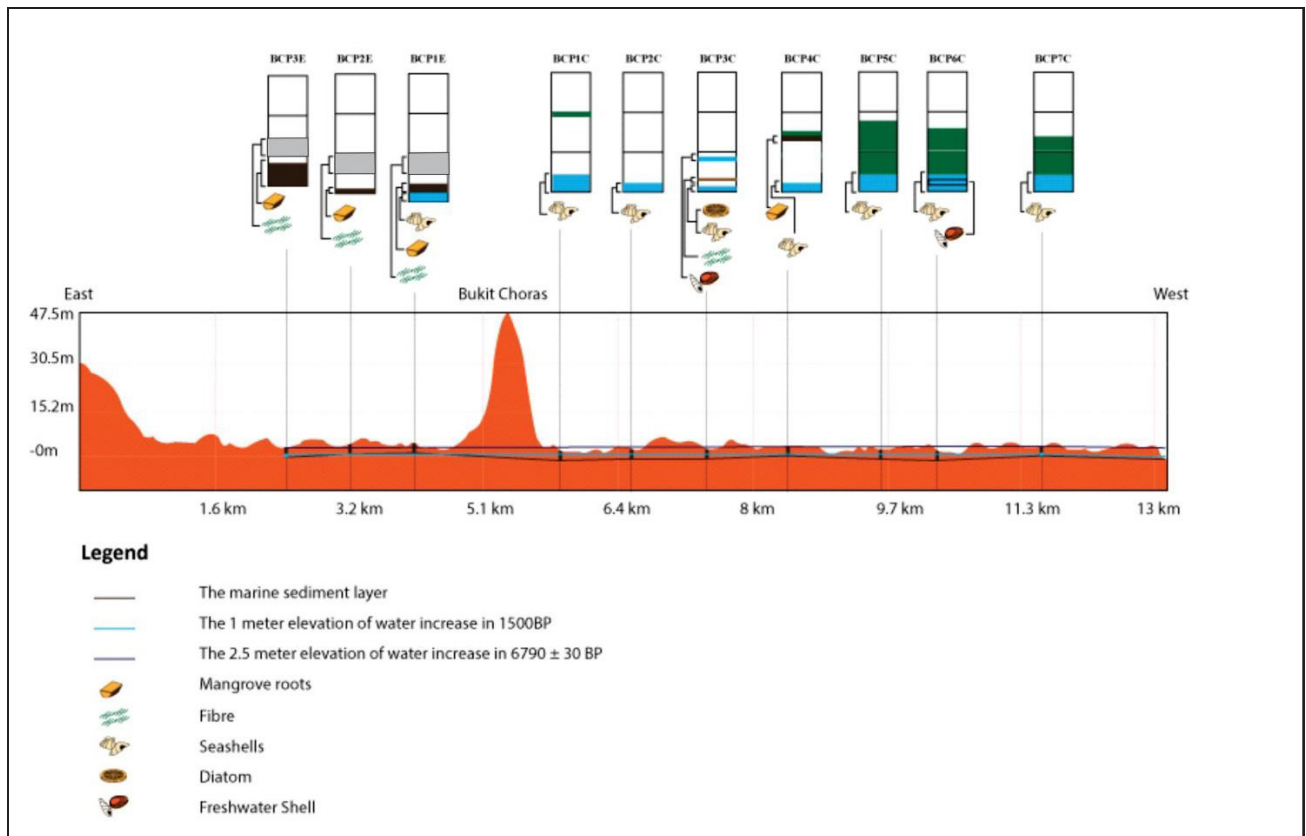 BCP3E BCP2E BCP1E BCP1C BCP2C BCP3C BCP4C BCP5C BCP6C BCP7C
East Bukit Choras West
47.5m
30.5m
15.2m
-0m
1.6 km 3.2 km 5.1 km 6.4 km 8 km 9.7 km 11.3 km 13 km
Legend
The marine sediment layer
The 1 meter elevation of water increase in 1500BP
The 2.5 meter elevation of water increase in 6790 ± 30 BP
Mangrove roots
Fibre
Seashells
Diatom
Freshwater Shell